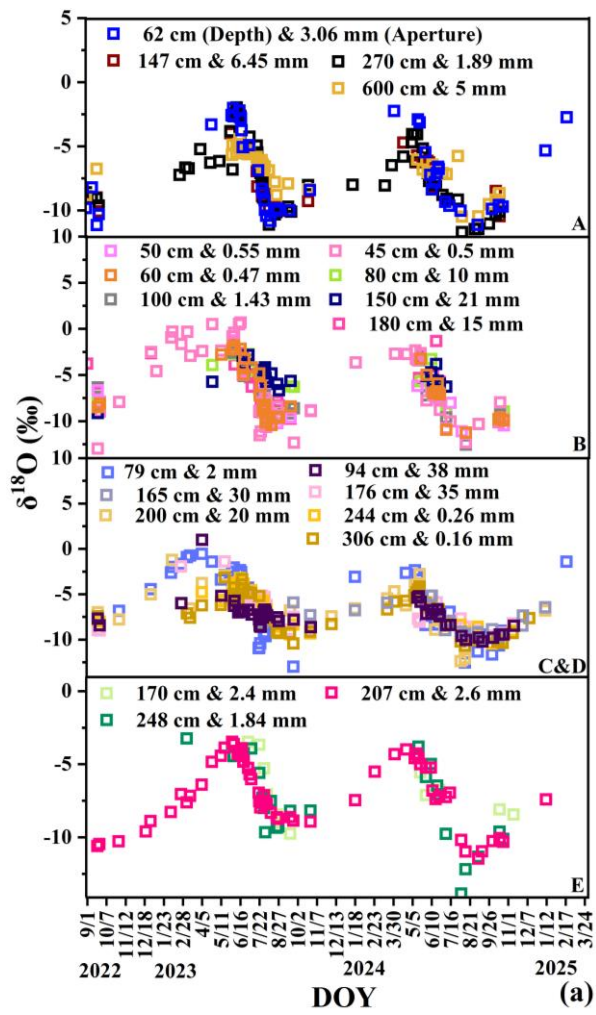 5
62 cm (Depth) & 3.06 mm (Aperture)
0
147 cm & 6.45 mm 270 cm & 1.89 mm
600 cm & 5 mm
-5
-10
A
10
50 cm & 0.55 mm 45 cm & 0.5 mm
60 cm & 0.47 mm 80 cm & 10 mm
5
100 cm & 1.43 mm 150 cm & 21 mm
180 cm & 15 mm
0
-5
-10
B
10
79 cm & 2 mm 94 cm & 38 mm
165 cm & 30 mm 176 cm & 35 mm
5
200 cm & 20 mm 244 cm & 0.26 mm
306 cm & 0.16 mm
0
-5
-10
C&D
0
170 cm & 2.4 mm 207 cm & 2.6 mm
248 cm & 1.84 mm
-5
-10
E
δ18O (‰)
9/1 10/7 11/12 12/18 1/23 2/28 4/5 5/11 6/16 7/22 8/27 10/2 11/7 12/13 1/18 2/23 3/30 5/5 6/10 7/16 8/21 9/26 11/1 12/7 1/12 2/17 3/24
2022 2023 2024 2025
DOY
(a)